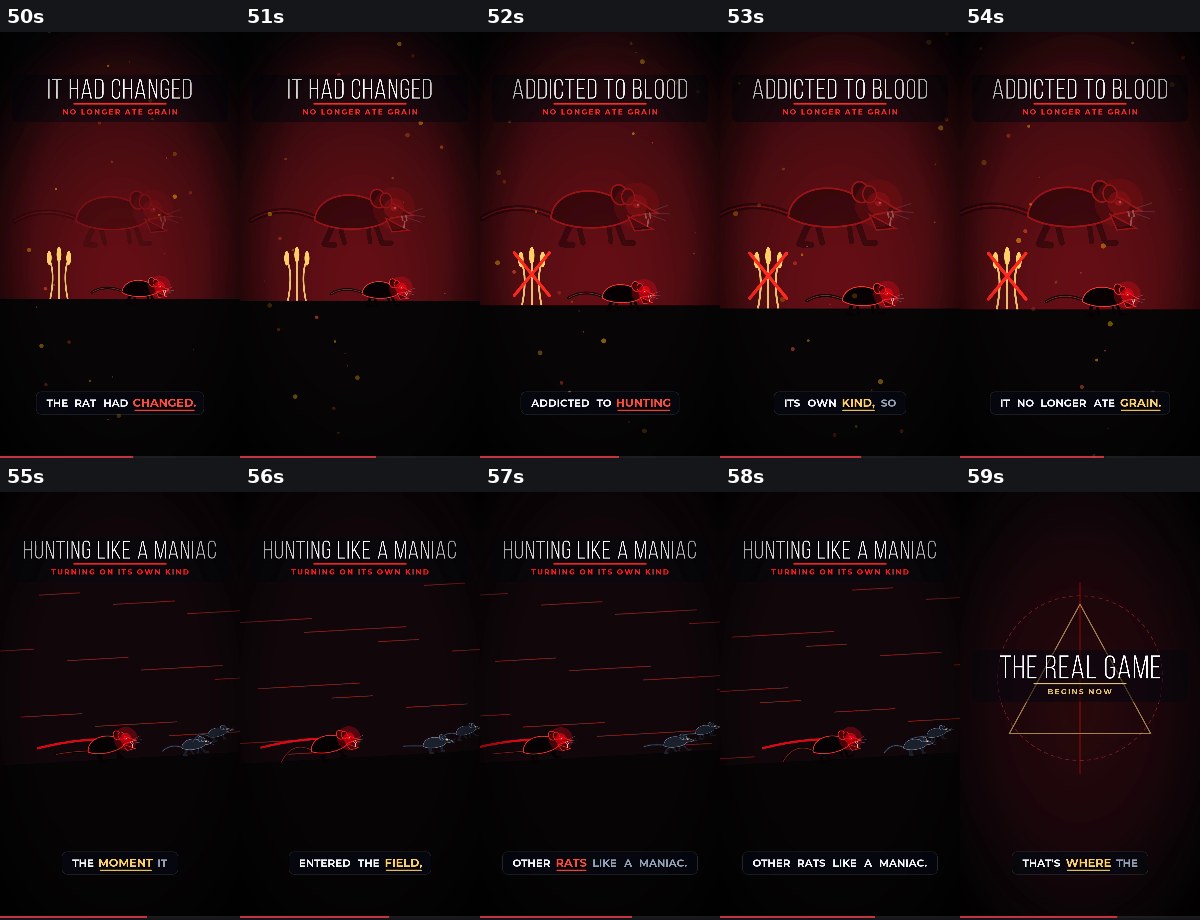 50s
IT HAD CHANGED
NO LONGER ATE GRAIN
THE RAT HAD CHANGED.
51s
IT HAD CHANGED
NO LONGER ATE GRAIN
52s
ADDICTED TO BLOOD
NO LONGER ATE GRAIN
ADDICTED TO HUNTING
53s
ADDICTED TO BLOOD
NO LONGER ATE GRAIN
ITS OWN KIND, SO
54s
ADDICTED TO BLOOD
NO LONGER ATE GRAIN
IT NO LONGER ATE GRAIN.
55s
HUNTING LIKE A MANIAC
TURNING ON ITS OWN KIND
THE MOMENT IT
56s
HUNTING LIKE A MANIAC
TURNING ON ITS OWN KIND
ENTERED THE FIELD,
57s
HUNTING LIKE A MANIAC
TURNING ON ITS OWN KIND
OTHER RATS LIKE A MANIAC.
58s
HUNTING LIKE A MANIAC
TURNING ON ITS OWN KIND
OTHER RATS LIKE A MANIAC.
59s
THE REAL GAME
BEGINS NOW
THAT'S WHERE THE